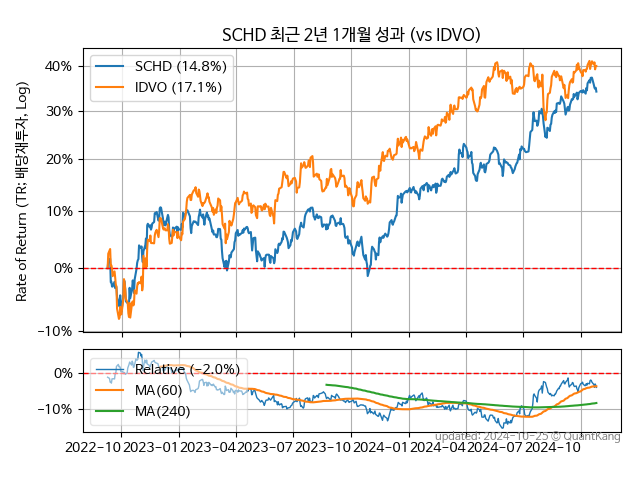 SCHD 최근 2년 1개월 성과 (vs IDVO)
Rate of Return (TR: 배당재투자, Log)
40%
30%
20%
10%
0%
−10%
SCHD (14.8%)
IDVO (17.1%)
0%
−10%
Relative (−2.0%)
MA(60)
MA(240)
updated: 2024-10-25 © QuantKang
2022−10 2023−01 2023−04 2023−07 2023−10 2024−01 2024−04 2024−07 2024−10